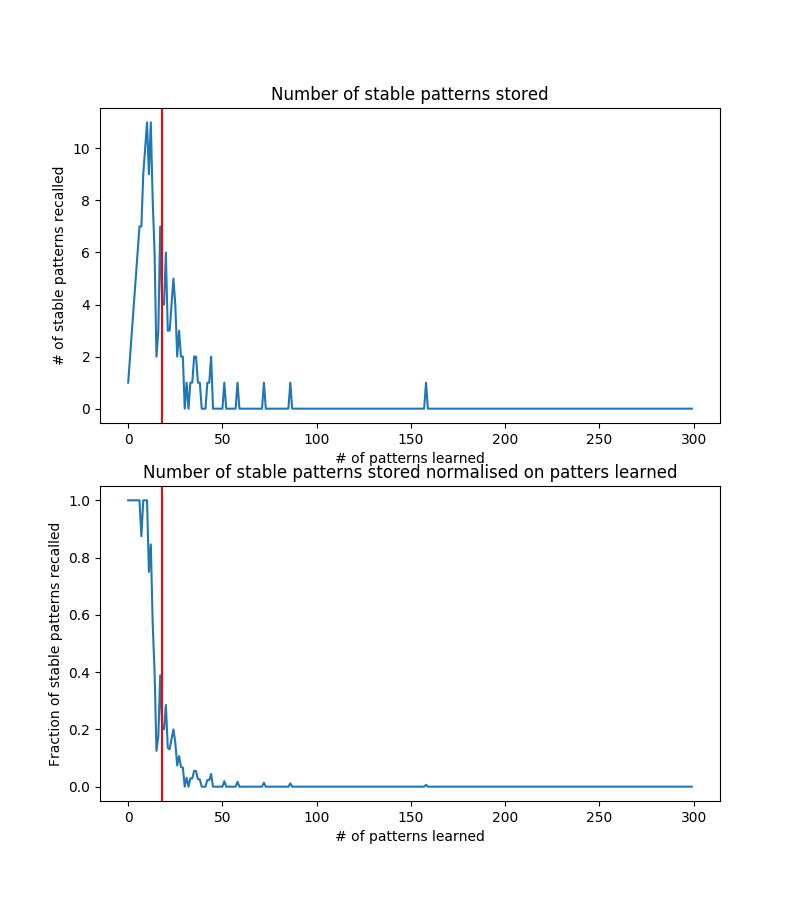 Number of stable patterns stored
# of stable patterns recalled
10
8
6
4
2
0
0 50 100 150 200 250 300
# of patterns learned
Number of stable patterns stored normalised on patters learned
Fraction of stable patterns recalled
1.0
0.8
0.6
0.4
0.2
0.0
0 50 100 150 200 250 300
# of patterns learned